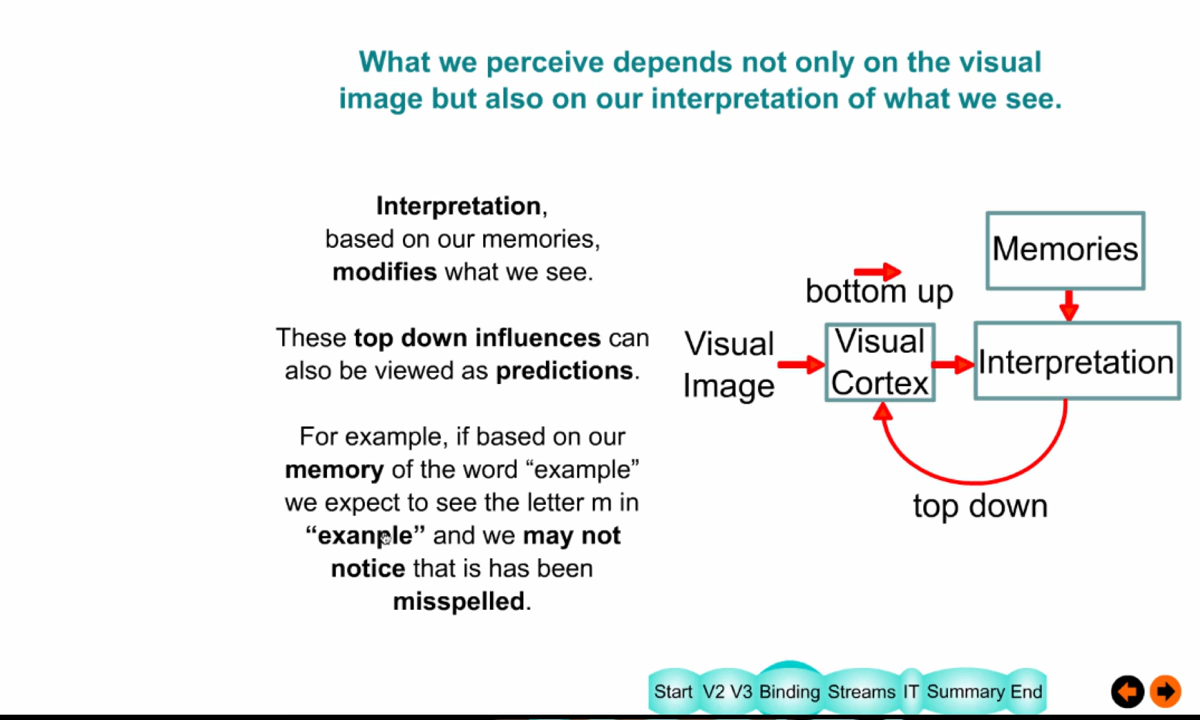 What we perceive depends not only on the visual
image but also on our interpretation of what we see.
Interpretation,
based on our memories,
modifies what we see.
These top down influences can
also be viewed as predictions.
For example, if based on our
memory of the word “example”
we expect to see the letter m in
“exanple” and we may not
notice that is has been
misspelled.
Memories
bottom up
Visual
Image
Visual
Cortex
Interpretation
top down
Start V2 V3 Binding Streams IT Summary End